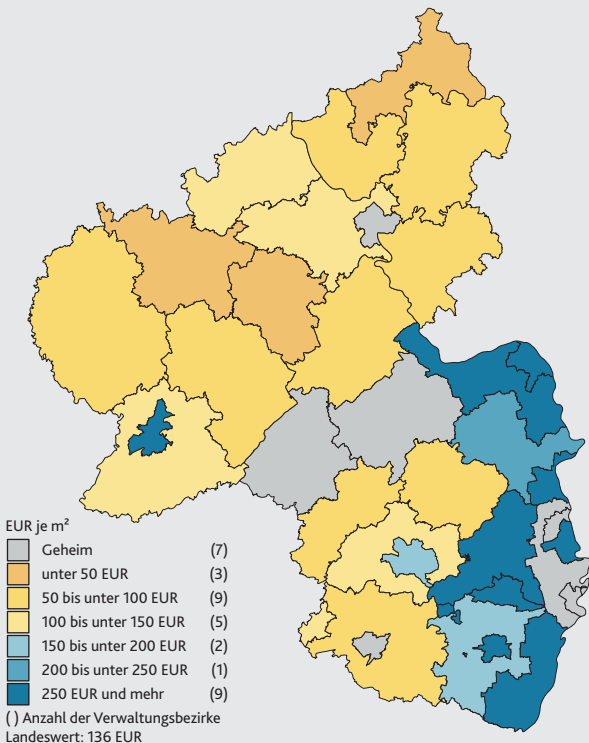 EUR je m²
Geheim (7)
unter 50 EUR (3)
50 bis unter 100 EUR (9)
100 bis unter 150 EUR (5)
150 bis unter 200 EUR (2)
200 bis unter 250 EUR (1)
250 EUR und mehr (9)
( ) Anzahl der Verwaltungsbezirke
Landeswert: 136 EUR